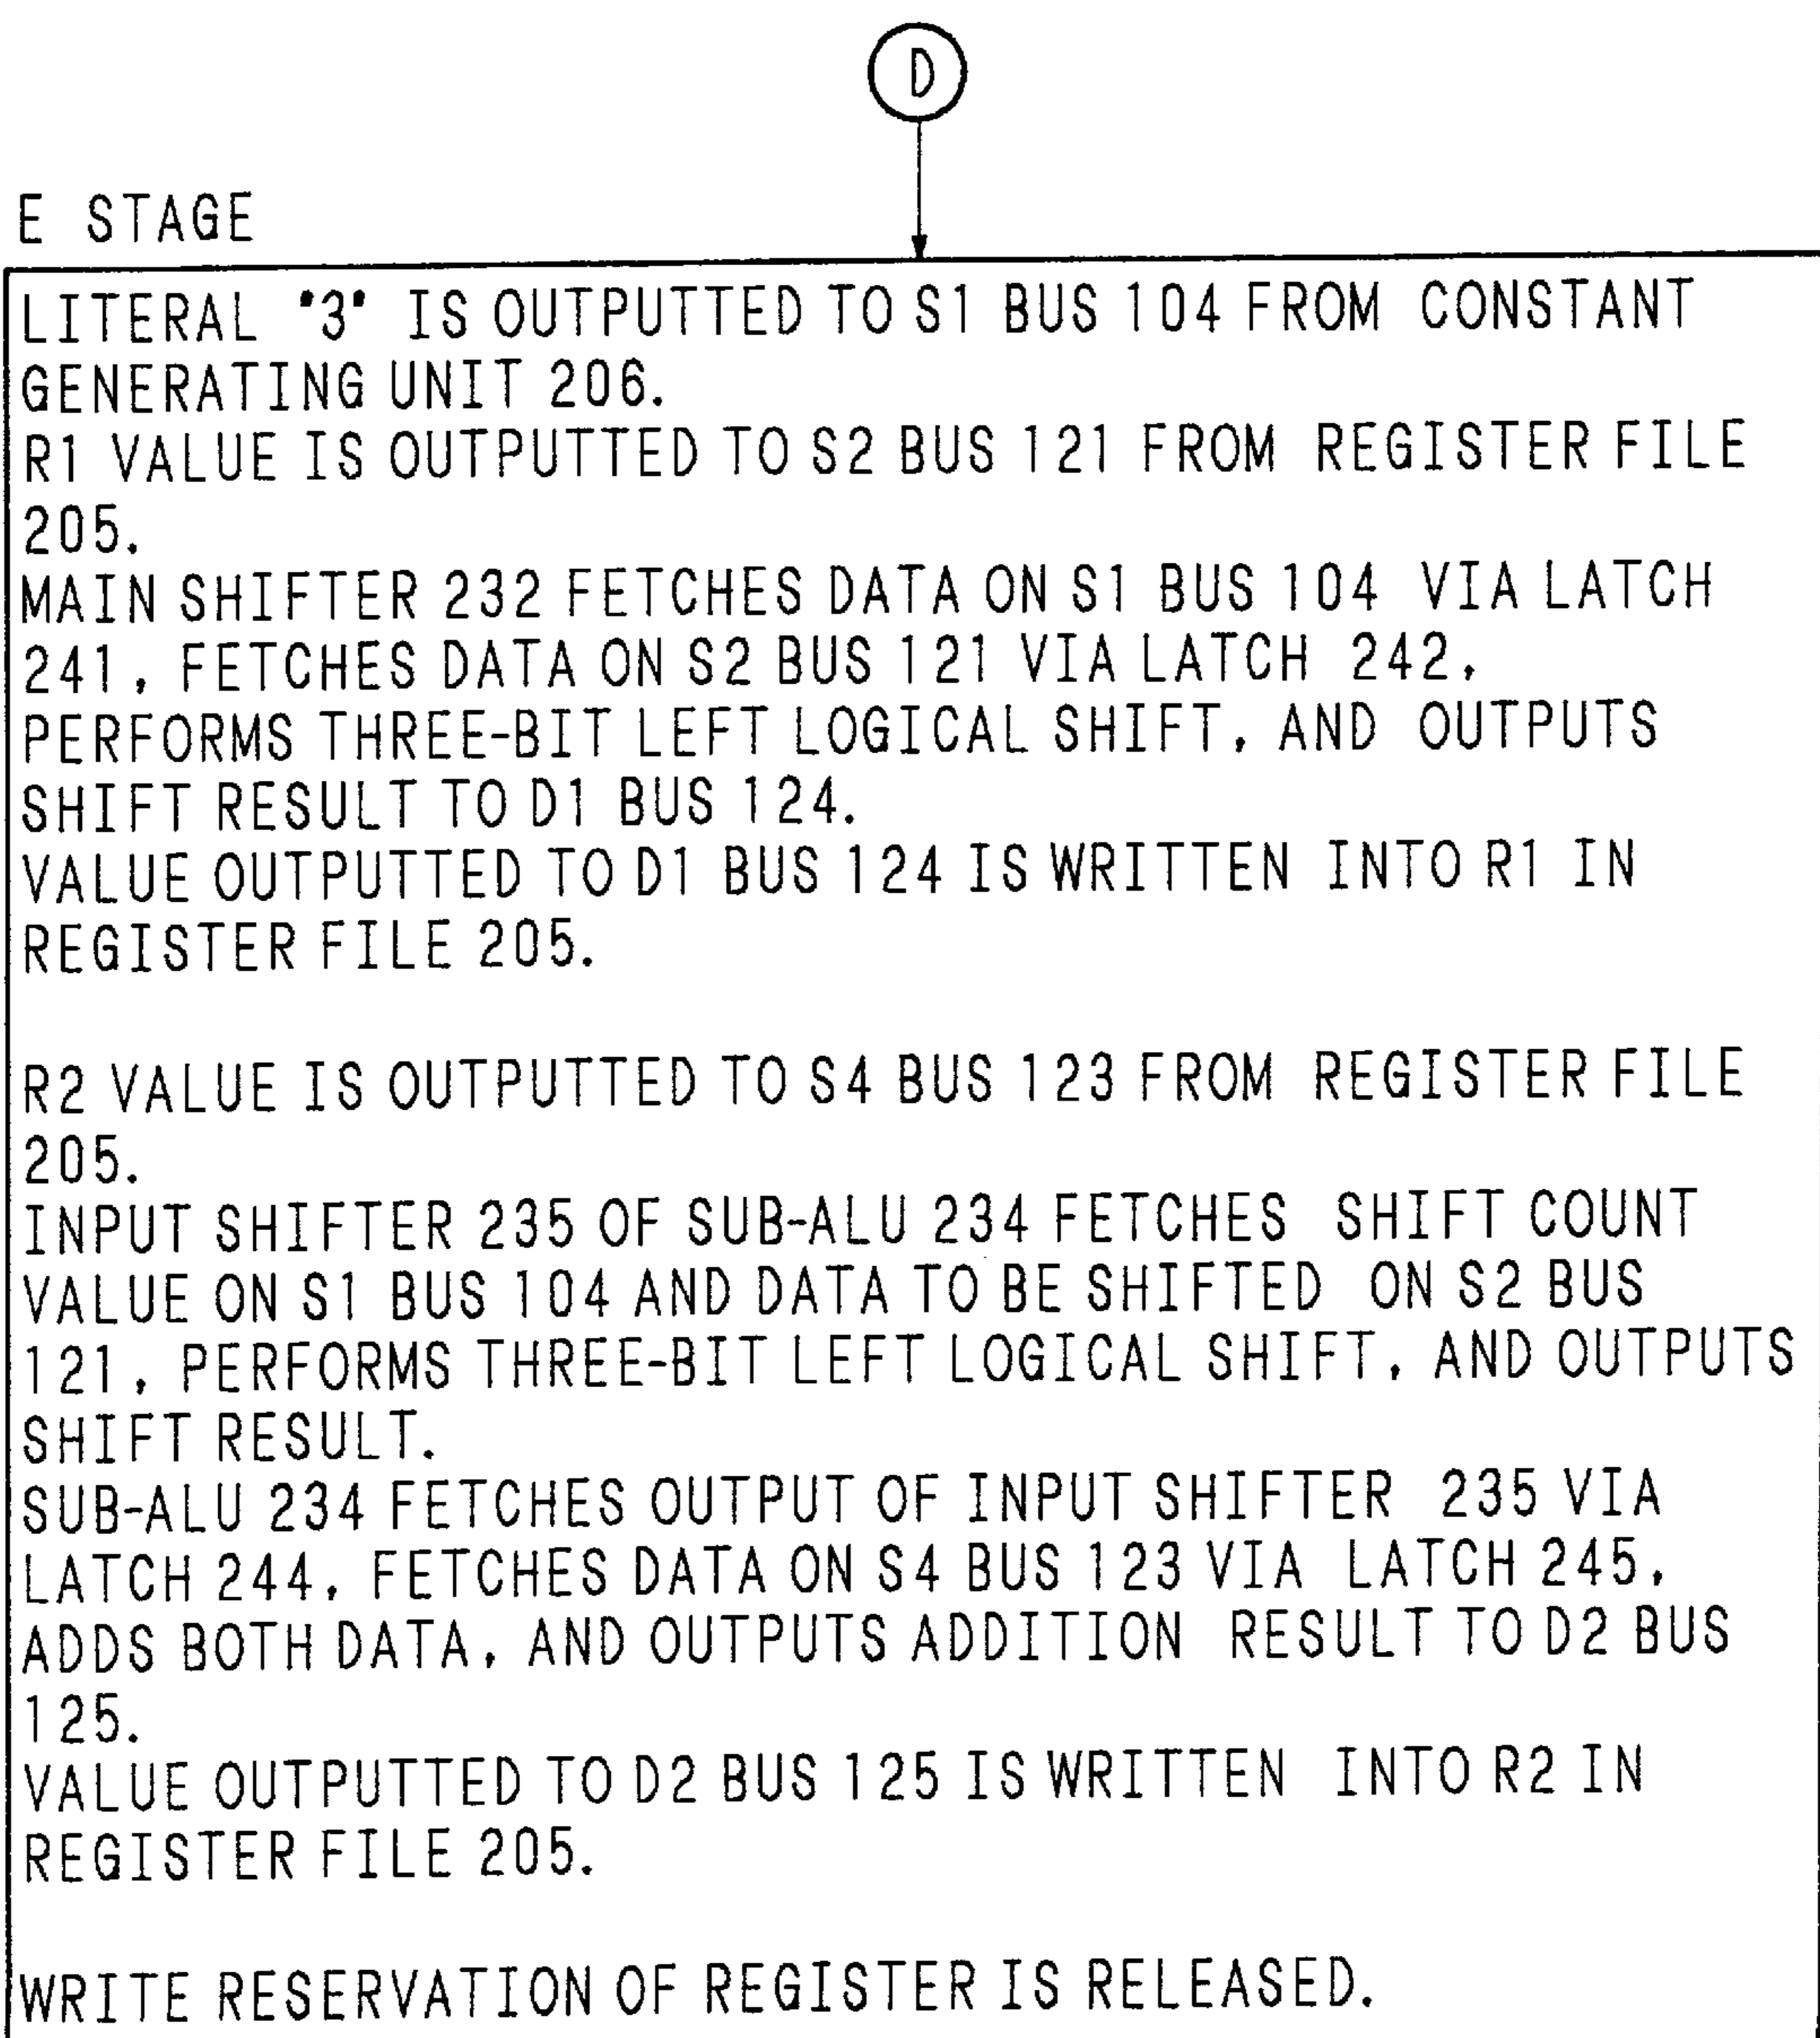 D
E STAGE
LITERAL "3" IS OUTPUTTED TO S1 BUS 104 FROM CONSTANT
GENERATING UNIT 206.
R1 VALUE IS OUTPUTTED TO S2 BUS 121 FROM REGISTER FILE
205.
MAIN SHIFTER 232 FETCHES DATA ON S1 BUS 104 VIA LATCH
241, FETCHES DATA ON S2 BUS 121 VIA LATCH 242,
PERFORMS THREE-BIT LEFT LOGICAL SHIFT, AND OUTPUTS
SHIFT RESULT TO D1 BUS 124.
VALUE OUTPUTTED TO D1 BUS 124 IS WRITTEN INTO R1 IN
REGISTER FILE 205.
R2 VALUE IS OUTPUTTED TO S4 BUS 123 FROM REGISTER FILE
205.
INPUT SHIFTER 235 OF SUB-ALU 234 FETCHES SHIFT COUNT
VALUE ON S1 BUS 104 AND DATA TO BE SHIFTED ON S2 BUS
121, PERFORMS THREE-BIT LEFT LOGICAL SHIFT, AND OUTPUTS
SHIFT RESULT.
SUB-ALU 234 FETCHES OUTPUT OF INPUT SHIFTER 235 VIA
LATCH 244, FETCHES DATA ON S4 BUS 123 VIA LATCH 245,
ADDS BOTH DATA, AND OUTPUTS ADDITION RESULT TO D2 BUS
125.
VALUE OUTPUTTED TO D2 BUS 125 IS WRITTEN INTO R2 IN
REGISTER FILE 205.
WRITE RESERVATION OF REGISTER IS RELEASED.